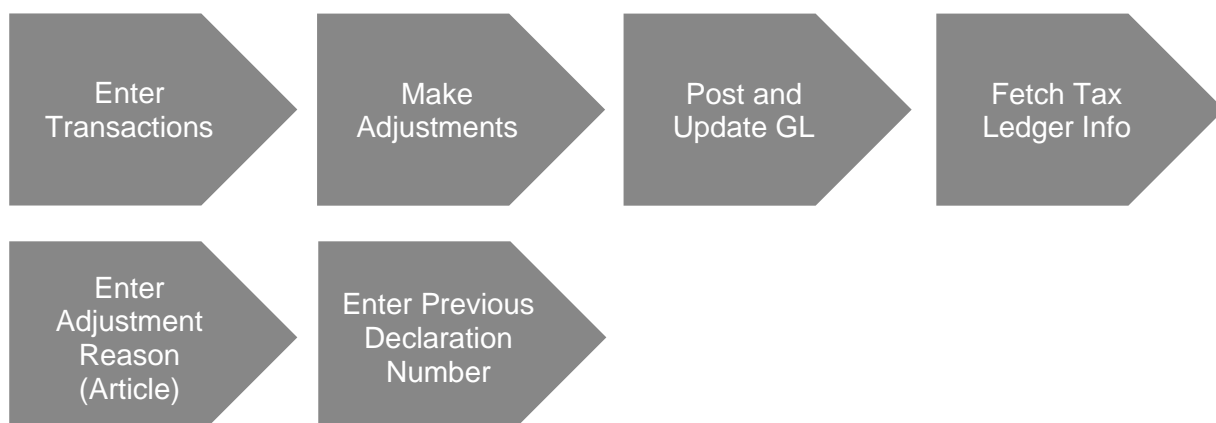 Enter
Transactions
Make
Adjustments
Post and
Update GL
Fetch Tax
Ledger Info
Enter
Adjustment
Reason
(Article)
Enter Previous
Declaration
Number